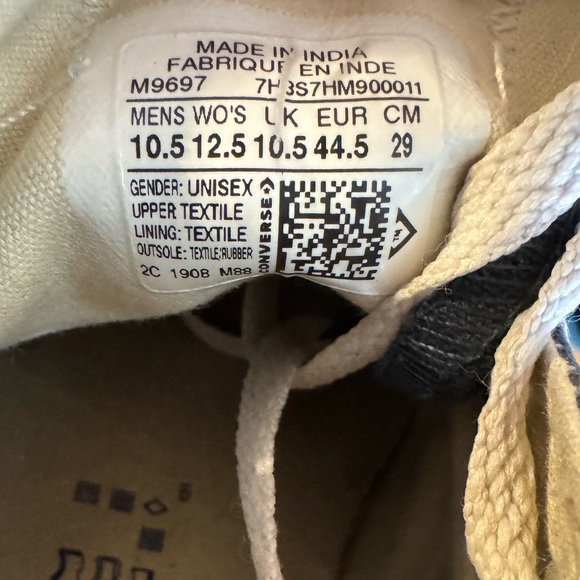 MADE IN INDIA
FABRIQUE EN INDE
M9697 7H3S7HM900011
MENS WO'S UK EUR CM
10.5 12.5 10.5 44.5 29
GENDER: UNISEX
UPPER TEXTILE
LINING: TEXTILE
OUTSOLE: TEXTILE/RUBBER
2C 1908 M88
CONVERSE